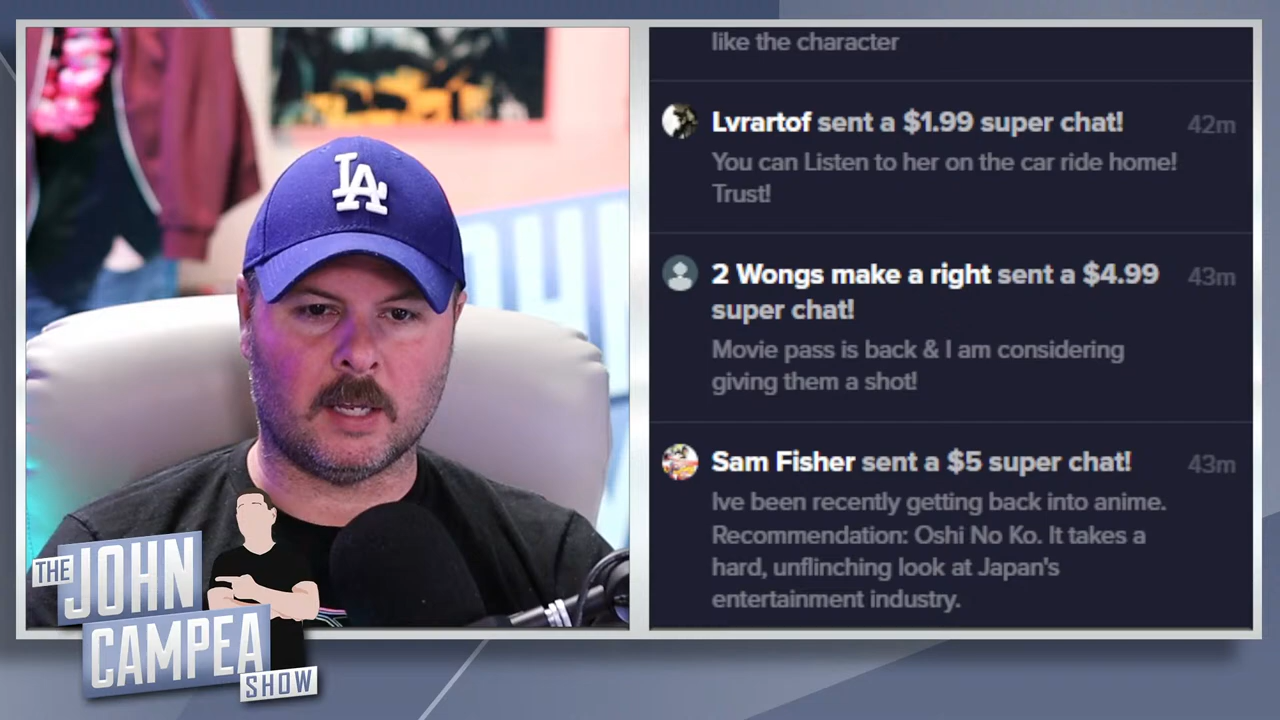 LA
THE
JOHN
CAMPEA
SHOW
like the character
Lvrartof sent a $1.99 super chat!
42m
You can Listen to her on the car ride home!
Trust!
2 Wongs make a right sent a $4.99
43m
super chat!
Movie pass is back & I am considering
giving them a shot!
Sam Fisher sent a $5 super chat!
43m
Ive been recently getting back into anime.
Recommendation: Oshi No Ko. It takes a
hard, unflinching look at Japan's
entertainment industry.